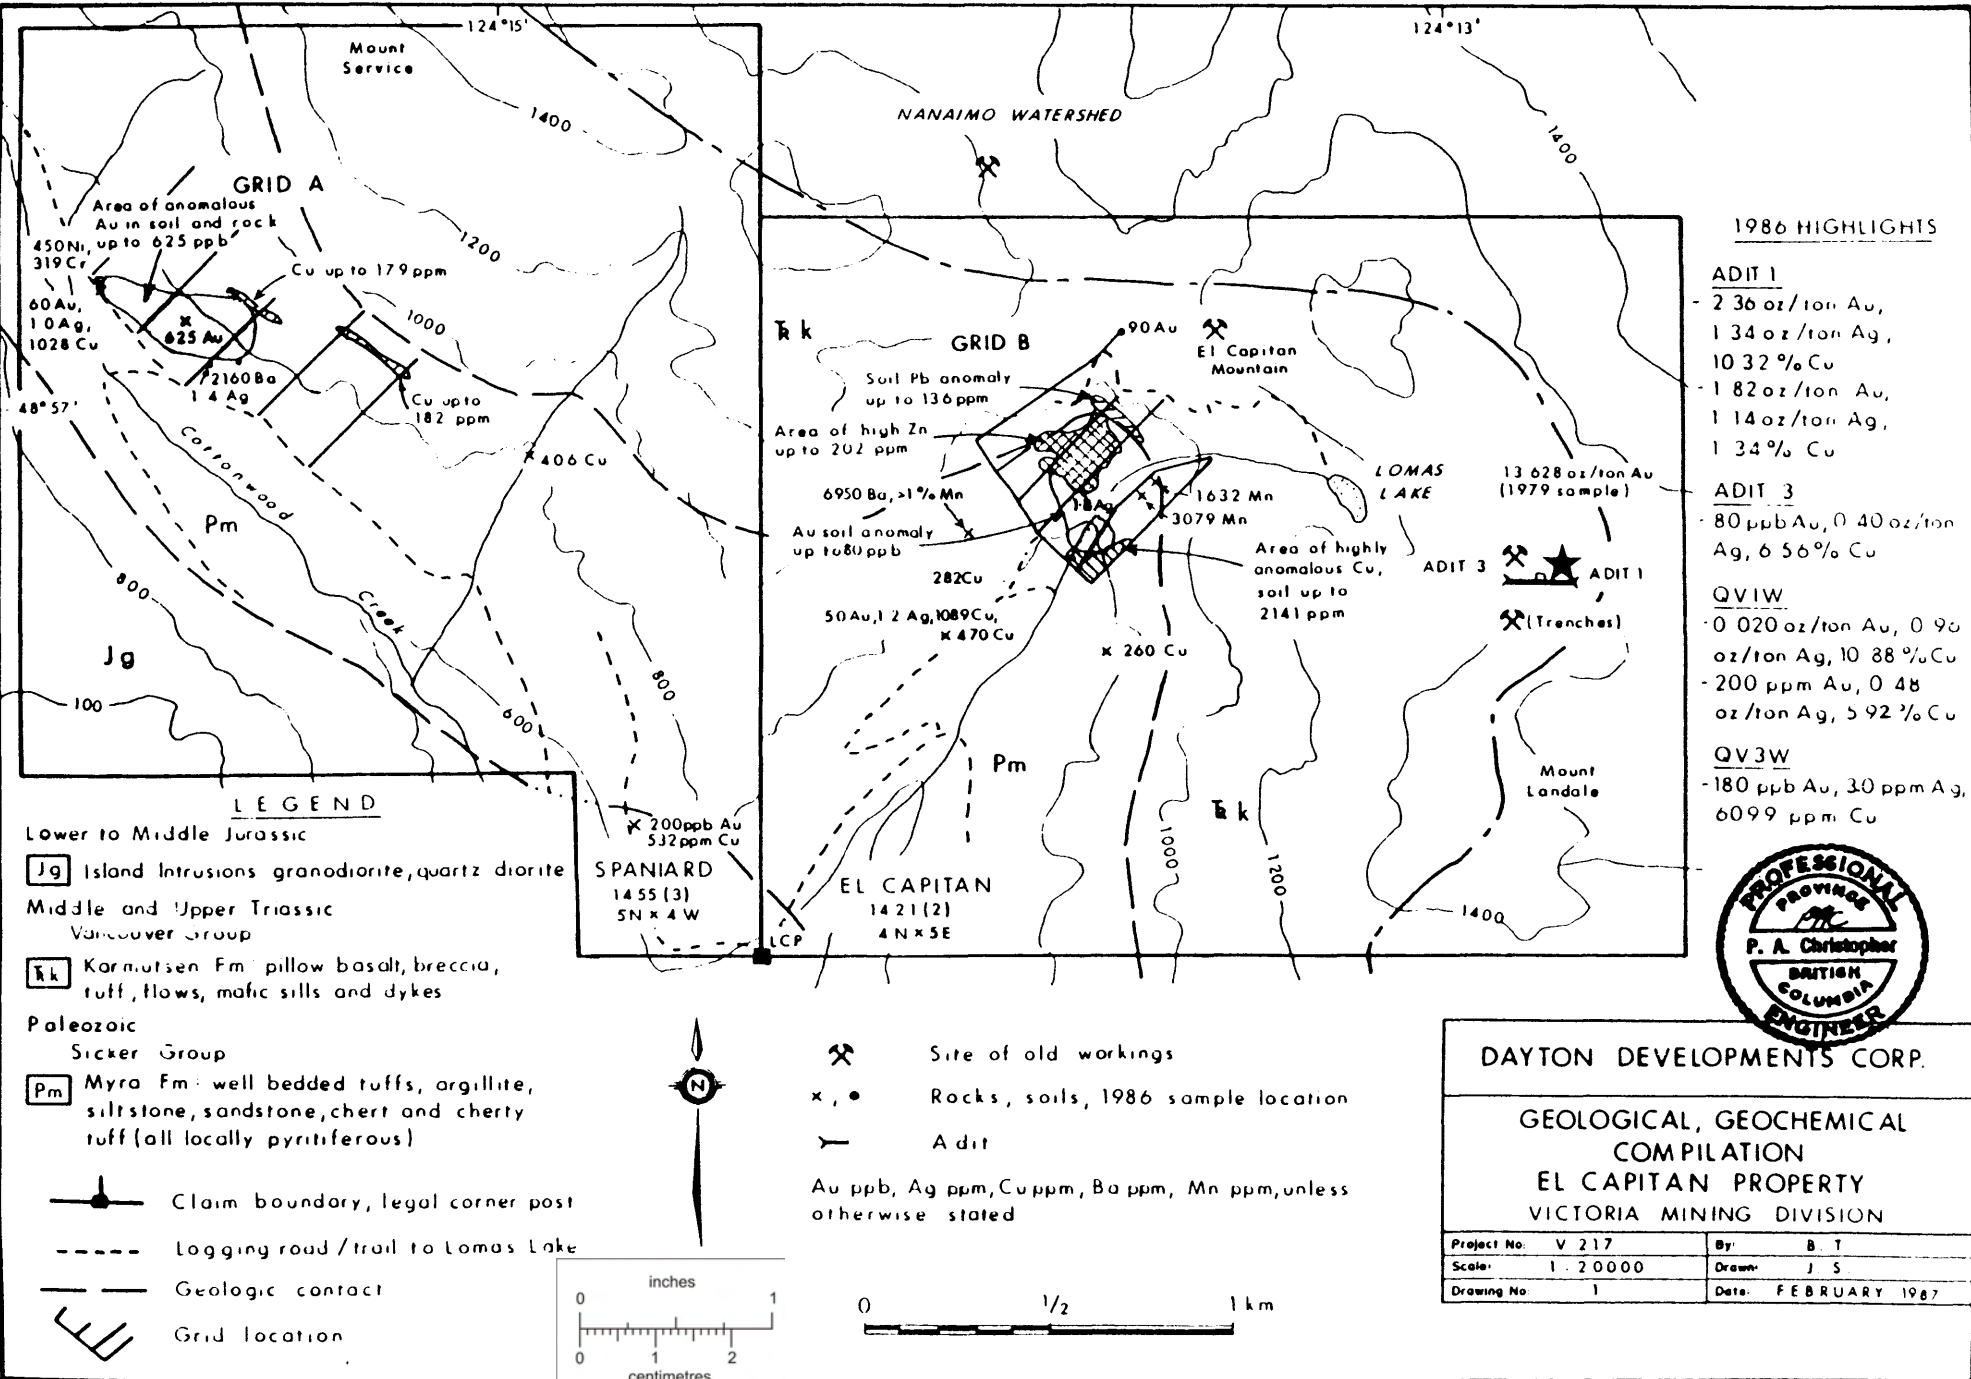 124°15'
124°13'
Mount
Service
1400
NANAIMO WATERSHED
1400
GRID A
Area of anomalous
Au in soil and rock
up to 625 ppb
450Ni,
319Cr
60 Au,
1 0 Ag,
1028 Cu
Cu up to 179 ppm
1200
1000
625 Au
2160 Ba
1 4 Ag
Cu up to
182 ppm
48°57'
Cottonwood
Creek
406 Cu
Pm
Jg
800
100
600
800
Ꞃk
GRID B
90 Au
El Capitan
Mountain
Soil Pb anomaly
up to 136 ppm
Area of high Zn
up to 202 ppm
6950 Ba, >1% Mn
Au soil anomaly
up to 80 ppb
1632 Mn
3079 Mn
1 8 Ag
282Cu
50 Au, 1 2 Ag, 1089Cu,
470 Cu
260 Cu
Area of highly
anomalous Cu,
soil up to
2141 ppm
LOMAS
LAKE
13 628 oz/ton Au
(1979 sample)
ADIT 3
ADIT 1
(Trenches)
Pm
Ꞃk
Mount
Landale
1000
1200
1400
200ppb Au
532ppm Cu
SPANIARD
1455 (3)
5N × 4 W
EL CAPITAN
1421(2)
4 N × 5E
LCP
1986 HIGHLIGHTS
ADIT 1
- 2 36 oz/ton Au,
1 34 oz/ton Ag,
10 32 % Cu
- 1 82 oz/ton Au,
1 14 oz/ton Ag,
1 34 % Cu
ADIT 3
- 80 ppb Au, 0 40 oz/ton
Ag, 6 56% Cu
QV1W
- 0 020 oz/ton Au, 0 96
oz/ton Ag, 10 88 % Cu
- 200 ppm Au, 0 48
oz/ton Ag, 5 92 % Cu
QV3W
- 180 ppb Au, 3.0 ppm Ag,
6099 ppm Cu
PROFESSIONAL
PROVINCE
P. A. Christopher
BRITISH
COLUMBIA
ENGINEER
LEGEND
Lower to Middle Jurassic
Jg Island Intrusions granodiorite, quartz diorite
Middle and Upper Triassic
Vancouver Group
Ꞃk Karmutsen Fm: pillow basalt, breccia,
tuff, flows, mafic sills and dykes
Paleozoic
Sicker Group
Pm Myra Fm: well bedded tuffs, argillite,
siltstone, sandstone, chert and cherty
tuff (all locally pyritiferous)
Claim boundary, legal corner post
Logging road / trail to Lomas Lake
Geologic contact
Grid location
N
Site of old workings
×, • Rocks, soils, 1986 sample location
Adit
Au ppb, Ag ppm, Cu ppm, Ba ppm, Mn ppm, unless
otherwise stated
inches
0 1
0 1 2
centimetres
0 1/2 1 km
DAYTON DEVELOPMENTS CORP.
GEOLOGICAL, GEOCHEMICAL
COMPILATION
EL CAPITAN PROPERTY
VICTORIA MINING DIVISION
Project No: V 217 By: B. T
Scale: 1 : 20000 Drawn: J. S.
Drawing No: 1 Date: FEBRUARY 1987